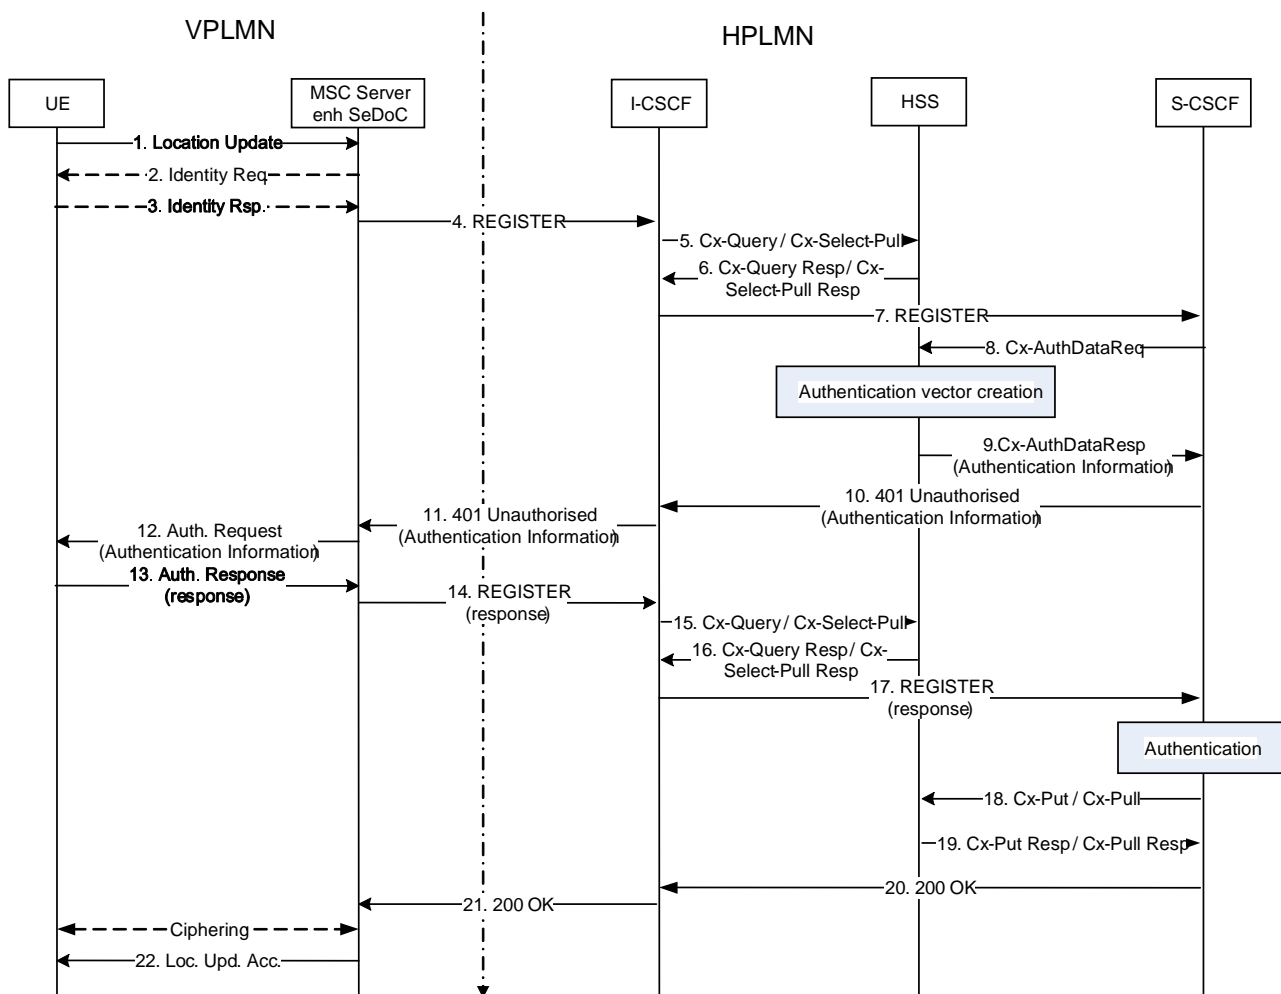 VPLMN
HPLMN
UE
MSC Server
enh SeDoC
I-CSCF
HSS
S-CSCF
1. Location Update
2. Identity Req
3. Identity Rsp.
4. REGISTER
5. Cx-Query / Cx-Select-Pull
6. Cx-Query Resp/ Cx-
Select-Pull Resp
7. REGISTER
8. Cx-AuthDataReq
Authentication vector creation
9.Cx-AuthDataResp
(Authentication Information)
10. 401 Unauthorised
(Authentication Information)
11. 401 Unauthorised
(Authentication Information)
12. Auth. Request
(Authentication Information)
13. Auth. Response
(response)
14. REGISTER
(response)
15. Cx-Query / Cx-Select-Pull
16. Cx-Query Resp/ Cx-
Select-Pull Resp
17. REGISTER
(response)
Authentication
18. Cx-Put / Cx-Pull
19. Cx-Put Resp / Cx-Pull Resp
20. 200 OK
21. 200 OK
Ciphering
22. Loc. Upd. Acc.